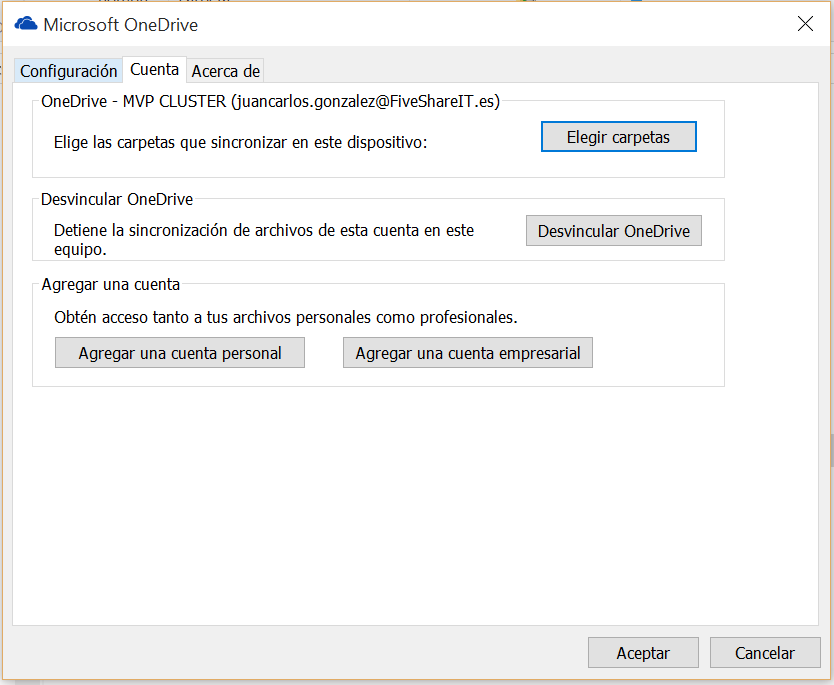 Microsoft OneDrive
Configuración Cuenta Acerca de
OneDrive - MVP CLUSTER (juancarlos.gonzalez@FiveShareIT.es)
Elige las carpetas que sincronizar en este dispositivo:
Elegir carpetas
Desvincular OneDrive
Detiene la sincronización de archivos de esta cuenta en este
equipo.
Desvincular OneDrive
Agregar una cuenta
Obtén acceso tanto a tus archivos personales como profesionales.
Agregar una cuenta personal
Agregar una cuenta empresarial
Aceptar
Cancelar